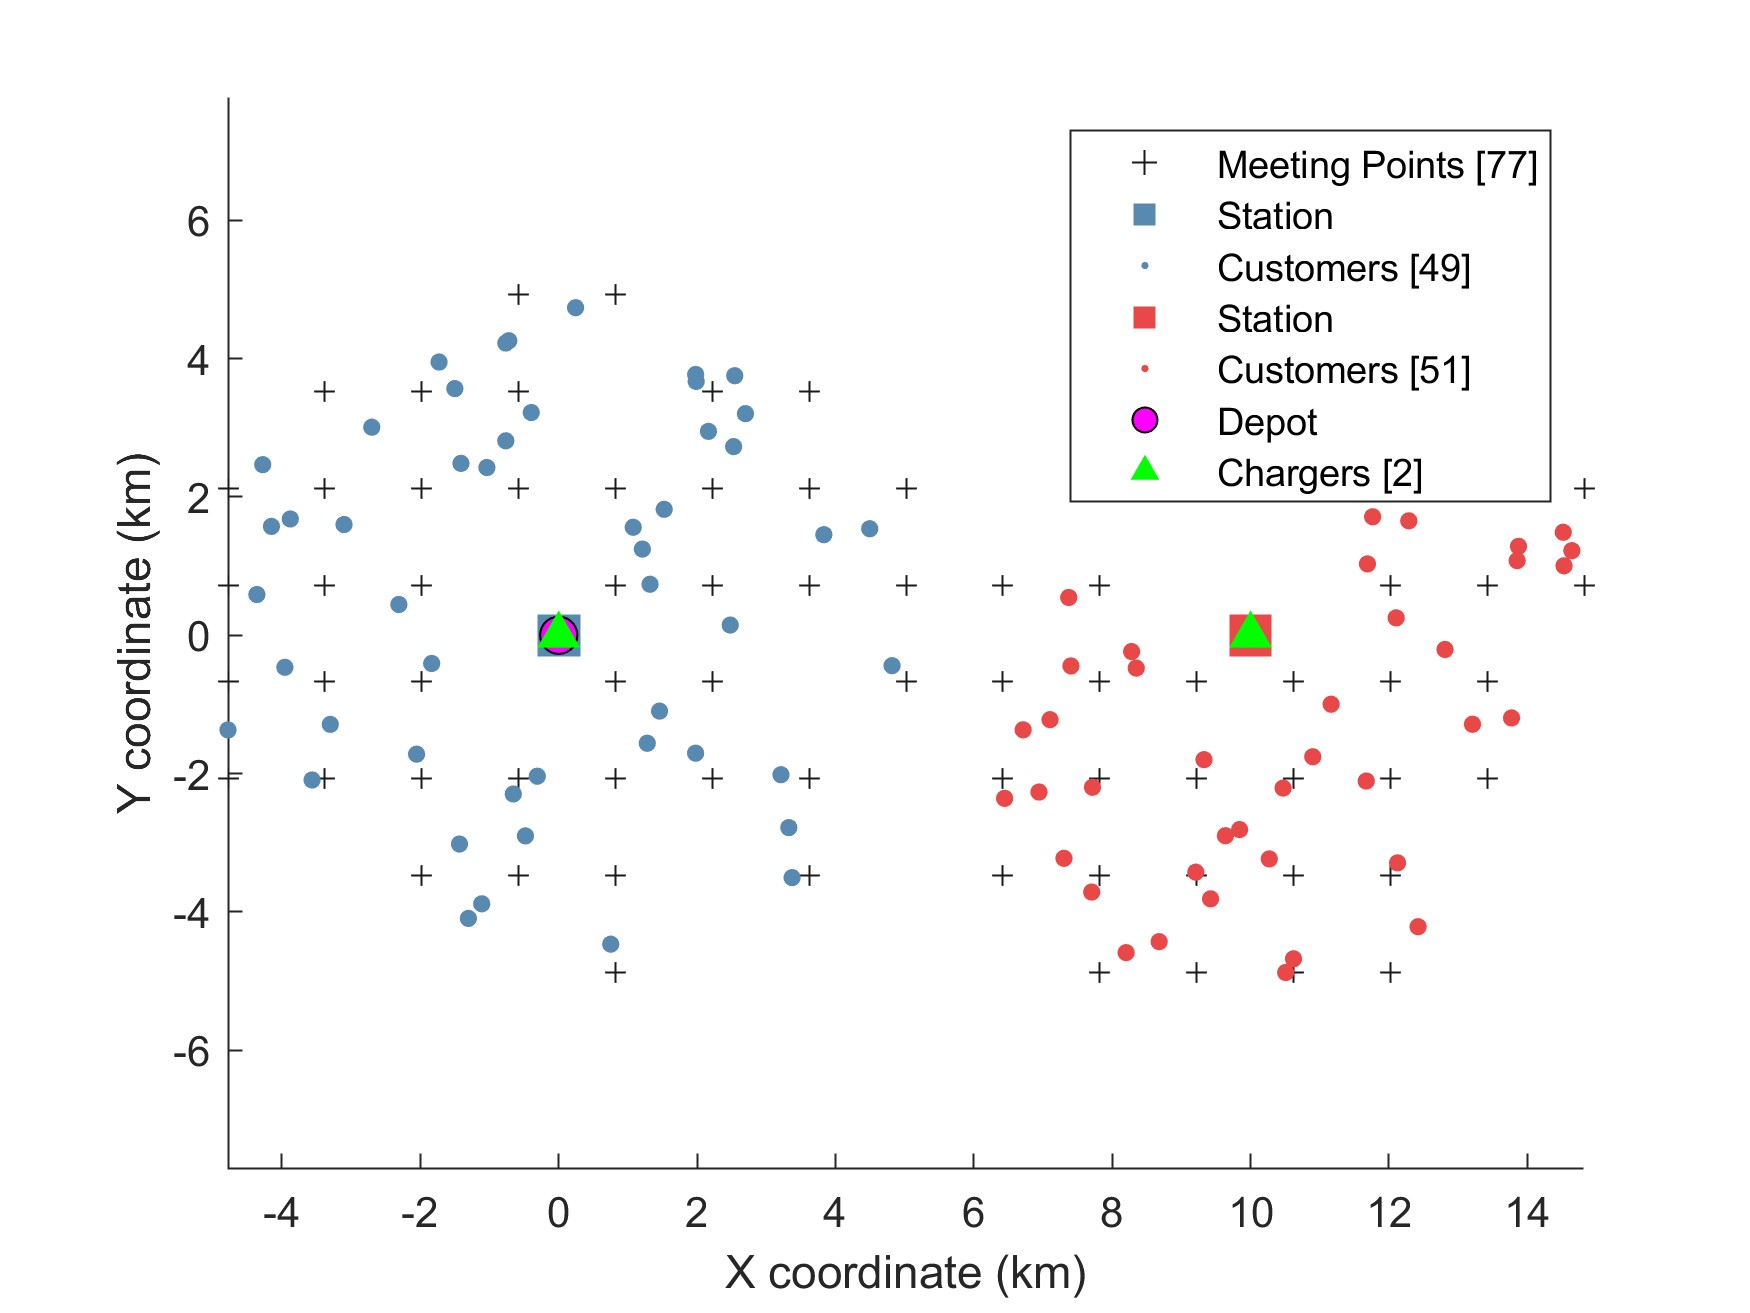 Meeting Points [77]
Station
Customers [49]
Station
Customers [51]
Depot
Chargers [2]
6
4
2
0
-2
-4
-6
Y coordinate (km)
-4 -2 0 2 4 6 8 10 12 14
X coordinate (km)